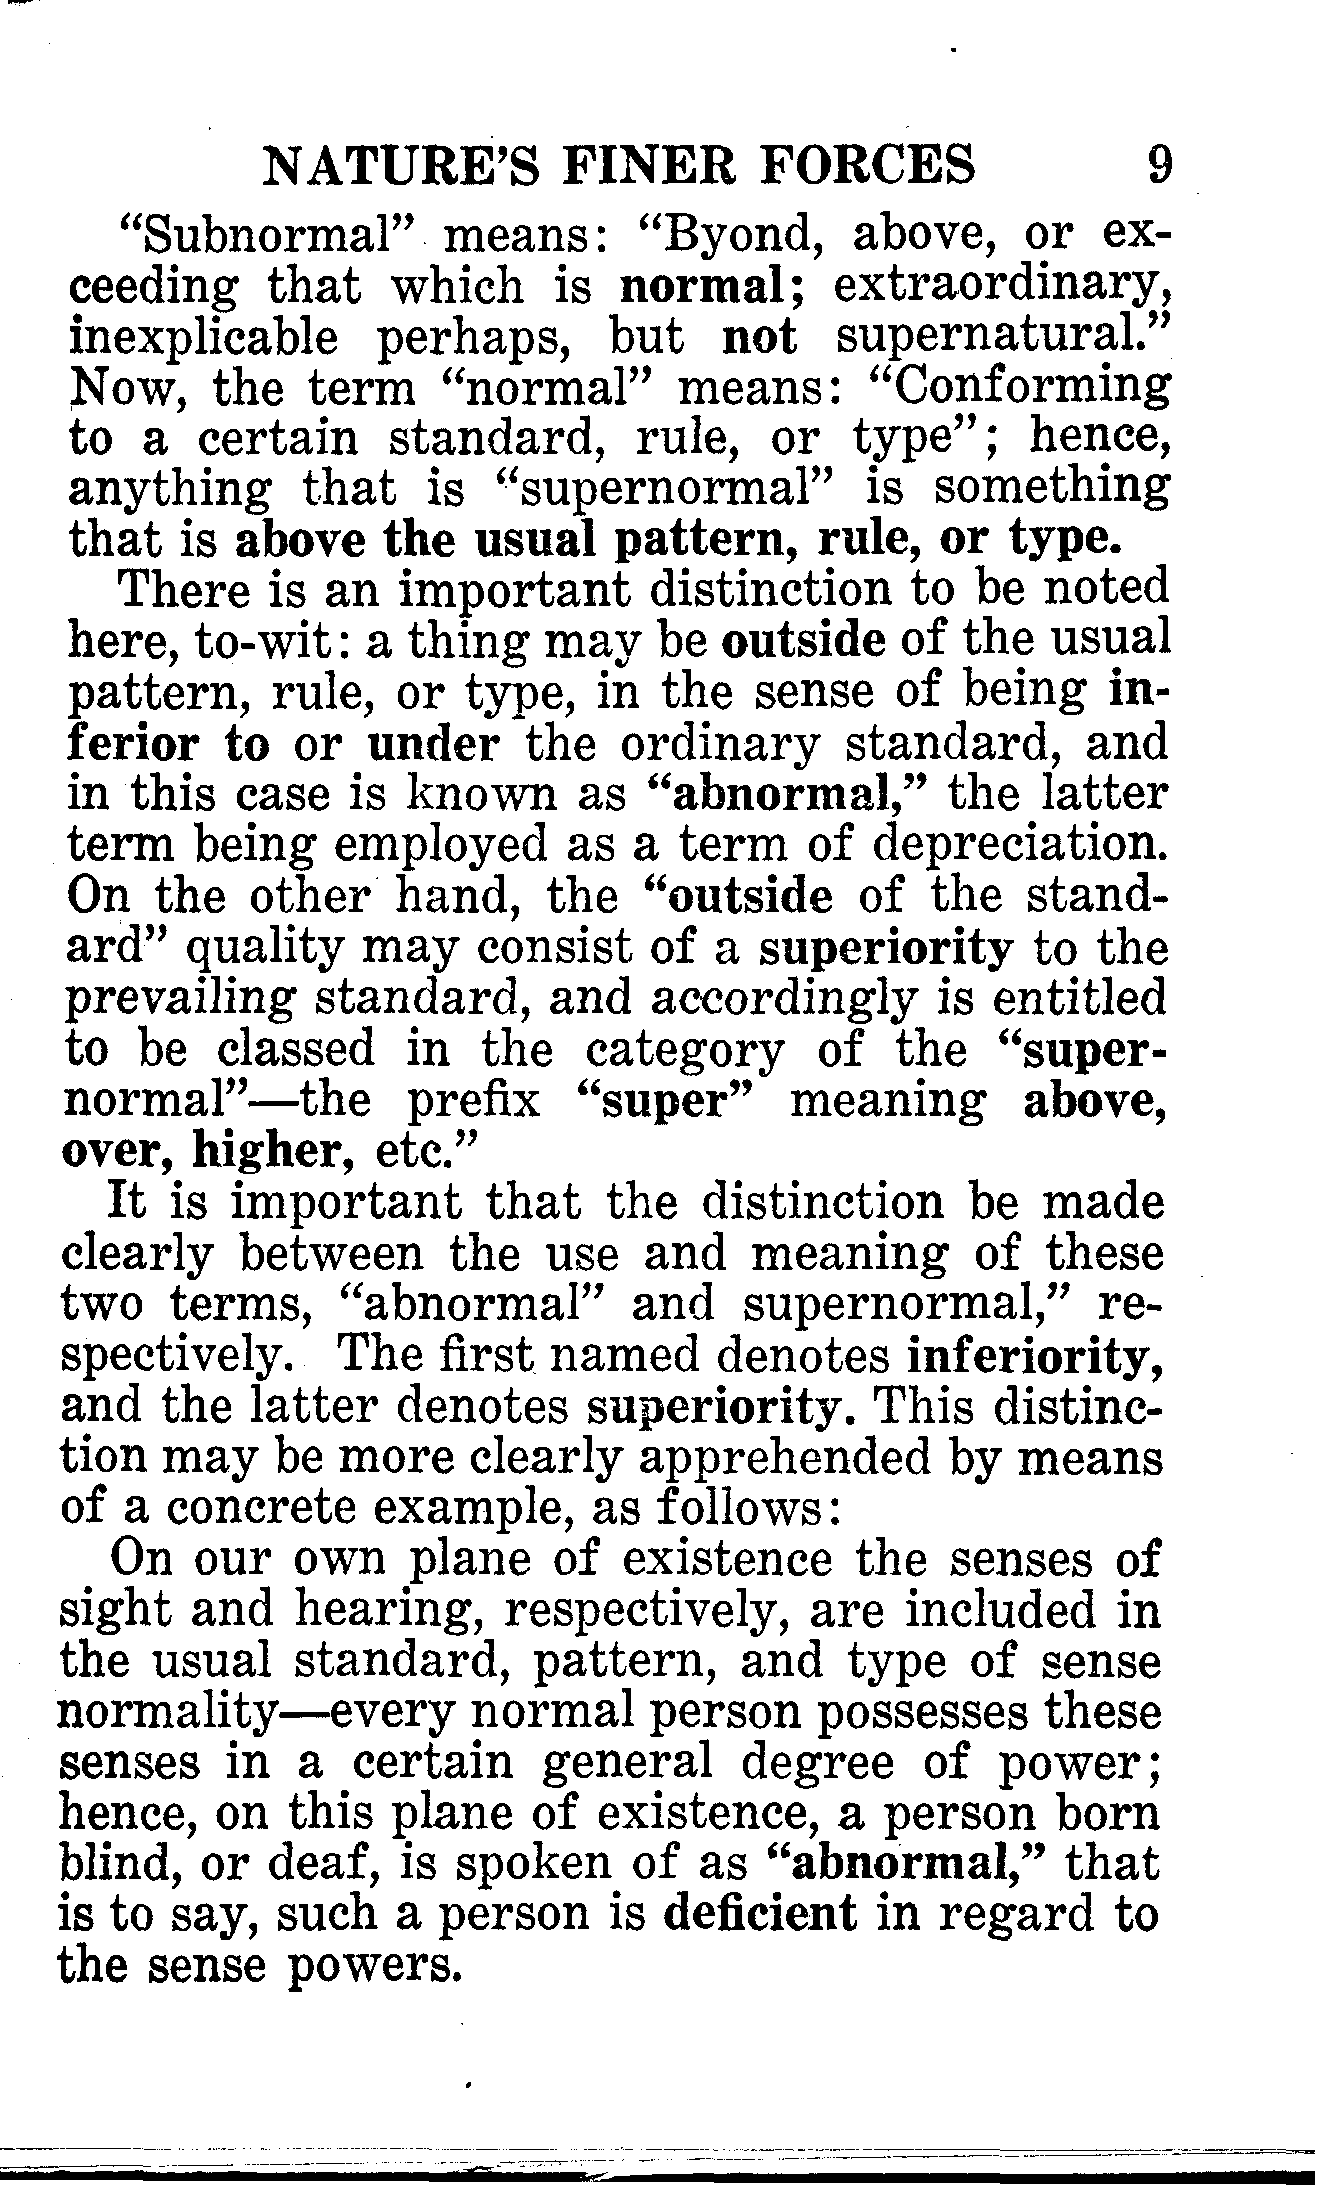 NATURE'S FINER FORCES 9
“Subnormal” means: “Byond, above, or ex-
ceeding that which is normal; extraordinary,
inexplicable perhaps, but not supernatural.”
Now, the term “normal” means: “Conforming
to a certain standard, rule, or type”; hence,
anything that is “supernormal” is something
that is above the usual pattern, rule, or type.
There is an important distinction to be noted
here, to-wit: a thing may be outside of the usual
pattern, rule, or type, in the sense of being in-
ferior to or under the ordinary standard, and
in this case is known as “abnormal,” the latter
term being employed as a term of depreciation.
On the other hand, the “outside of the stand-
ard” quality may consist of a superiority to the
prevailing standard, and accordingly is entitled
to be classed in the category of the “super-
normal”—the prefix “super” meaning above,
over, higher, etc.”
It is important that the distinction be made
clearly between the use and meaning of these
two terms, “abnormal” and supernormal,” re-
spectively. The first named denotes inferiority,
and the latter denotes superiority. This distinc-
tion may be more clearly apprehended by means
of a concrete example, as follows:
On our own plane of existence the senses of
sight and hearing, respectively, are included in
the usual standard, pattern, and type of sense
normality—every normal person possesses these
senses in a certain general degree of power;
hence, on this plane of existence, a person born
blind, or deaf, is spoken of as “abnormal,” that
is to say, such a person is deficient in regard to
the sense powers.